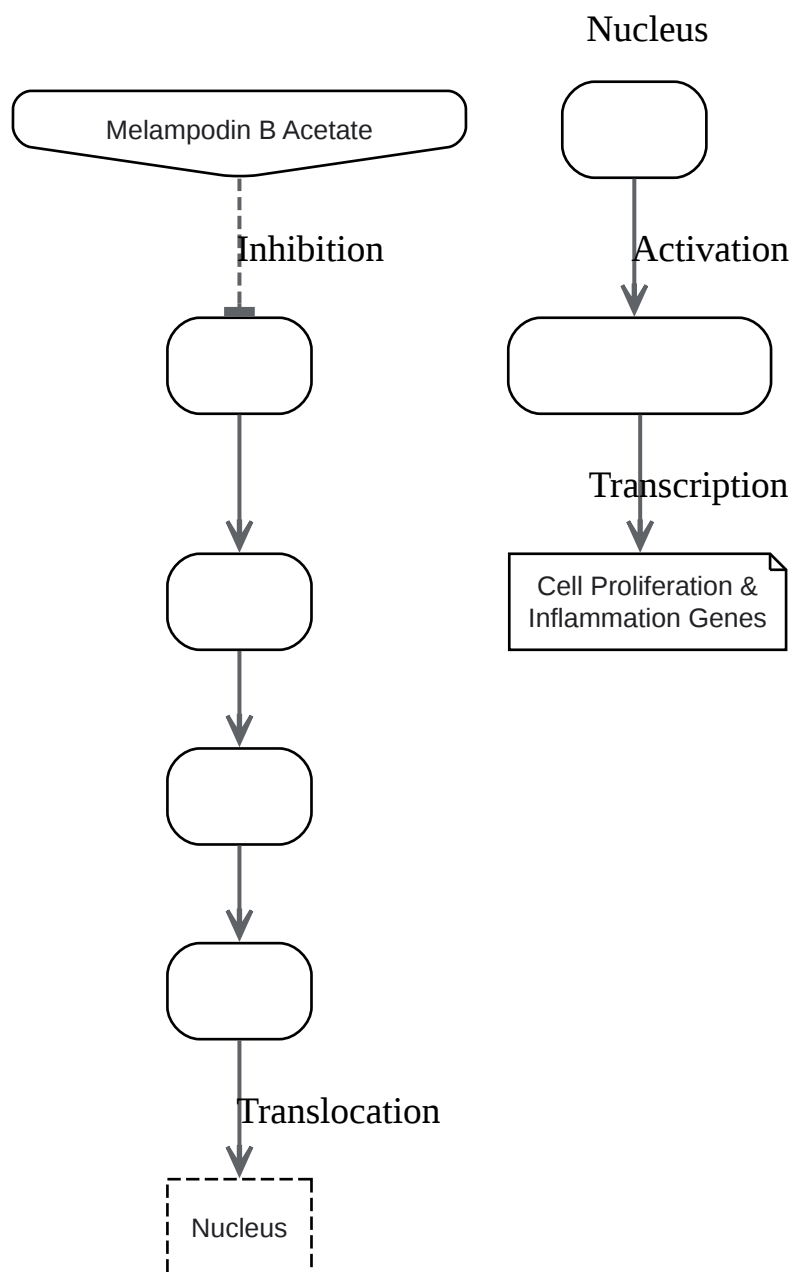 Nucleus
Melampodin B Acetate
Inhibition
Activation
Transcription
Cell Proliferation &
Inflammation Genes
Translocation
Nucleus